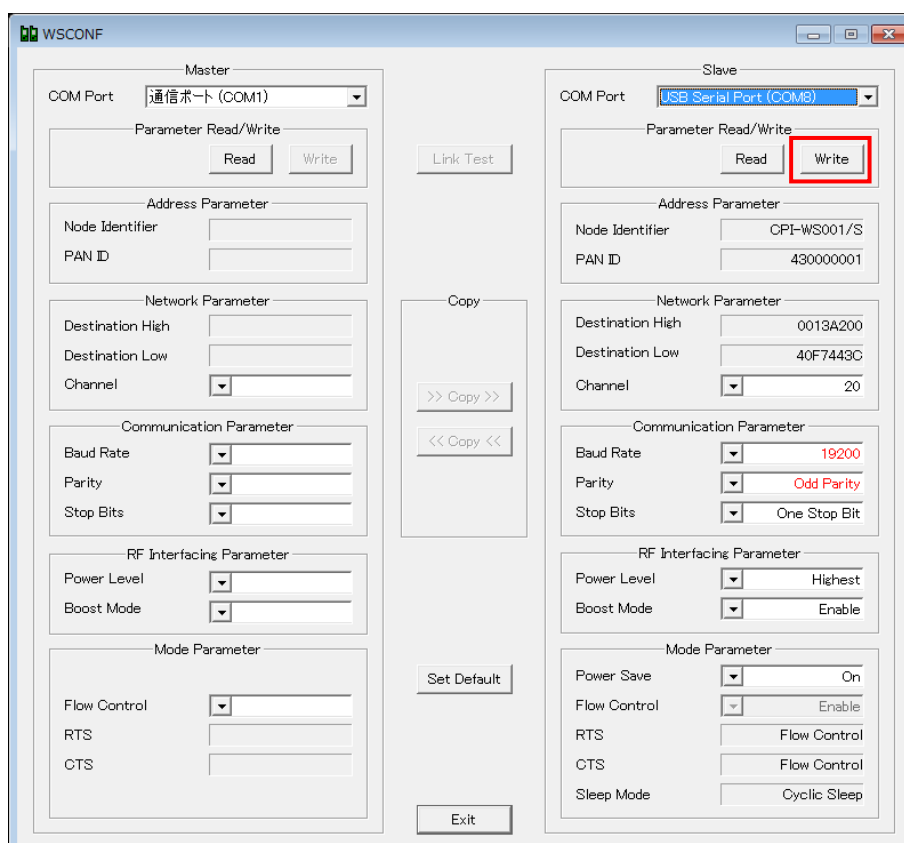 WSCONF
Master
COM Port 通信ポート (COM1)
Parameter Read/Write
Read Write
Address Parameter
Node Identifier
PAN ID
Network Parameter
Destination High
Destination Low
Channel
Communication Parameter
Baud Rate
Parity
Stop Bits
RF Interfacing Parameter
Power Level
Boost Mode
Mode Parameter
Flow Control
RTS
CTS
Link Test
Copy
>> Copy >>
<< Copy <<
Set Default
Exit
Slave
COM Port USB Serial Port (COM8)
Parameter Read/Write
Read Write
Address Parameter
Node Identifier CPI-WS001/S
PAN ID 430000001
Network Parameter
Destination High 0013A200
Destination Low 40F7443C
Channel 20
Communication Parameter
Baud Rate 19200
Parity Odd Parity
Stop Bits One Stop Bit
RF Interfacing Parameter
Power Level Highest
Boost Mode Enable
Mode Parameter
Power Save On
Flow Control Enable
RTS Flow Control
CTS Flow Control
Sleep Mode Cyclic Sleep